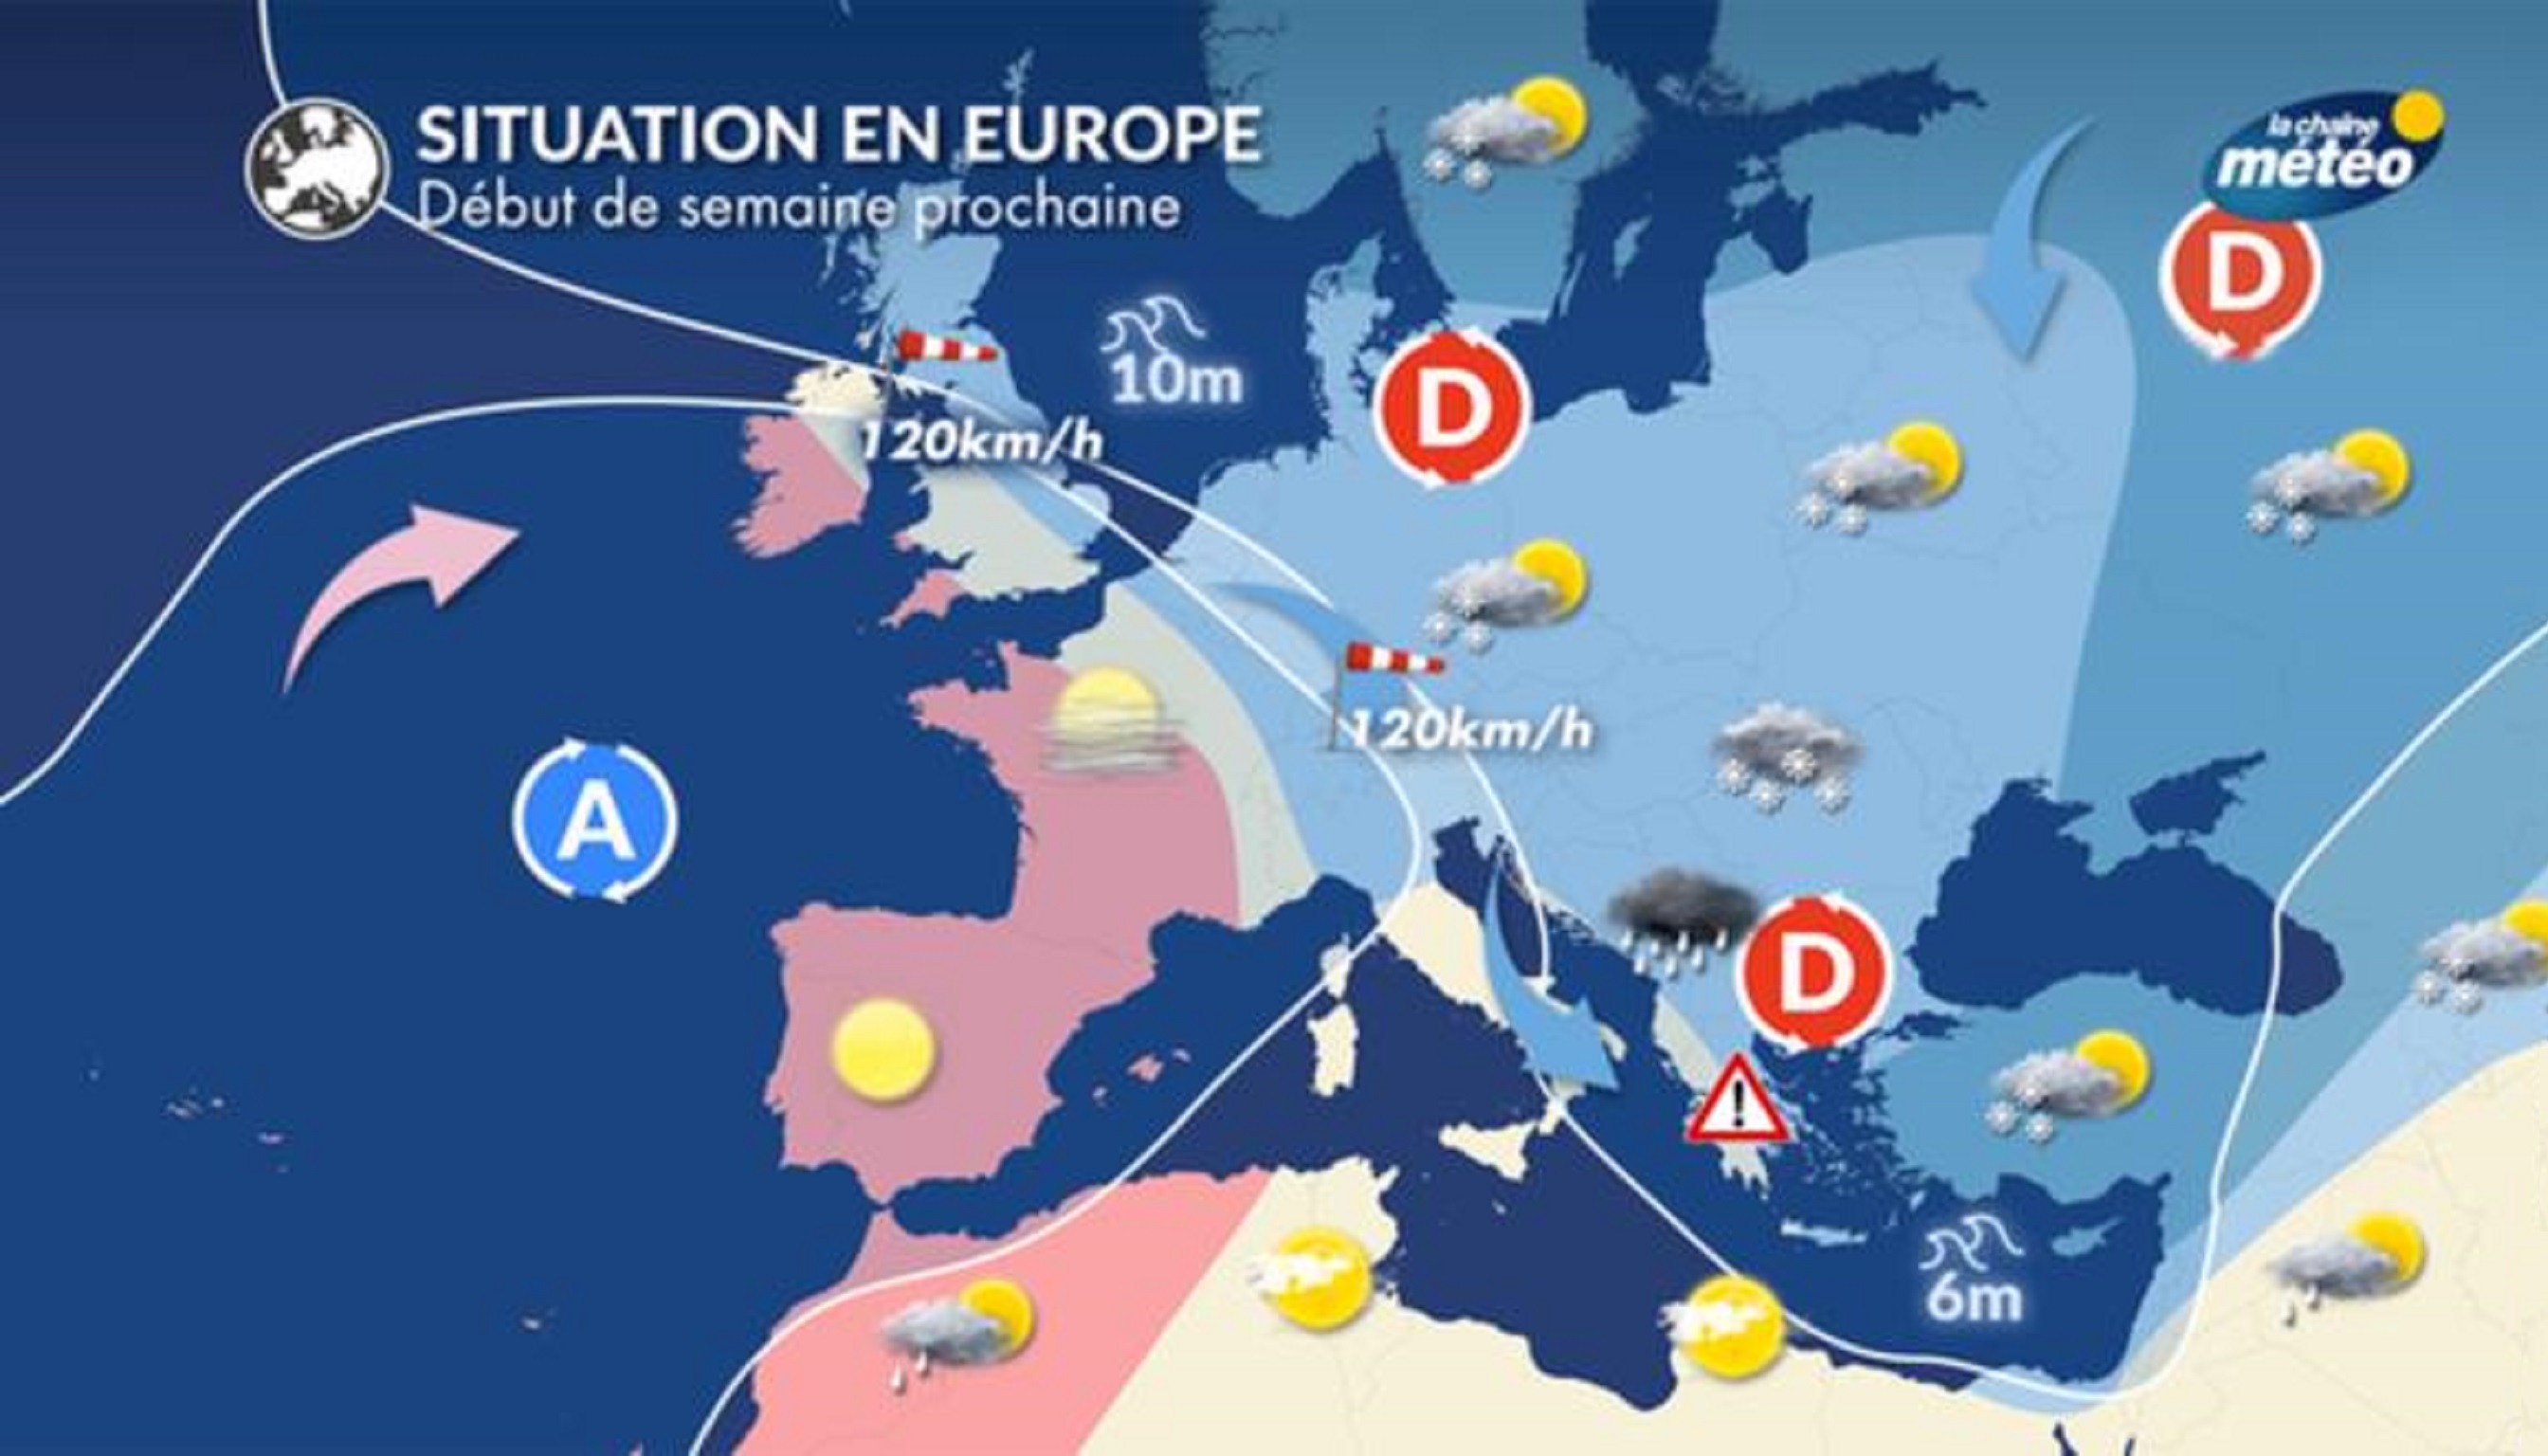 SITUATION EN EUROPE
Début de semaine prochaine
la chaîne
météo
D
10m
D
120km/h
120km/h
A
D
!
6m